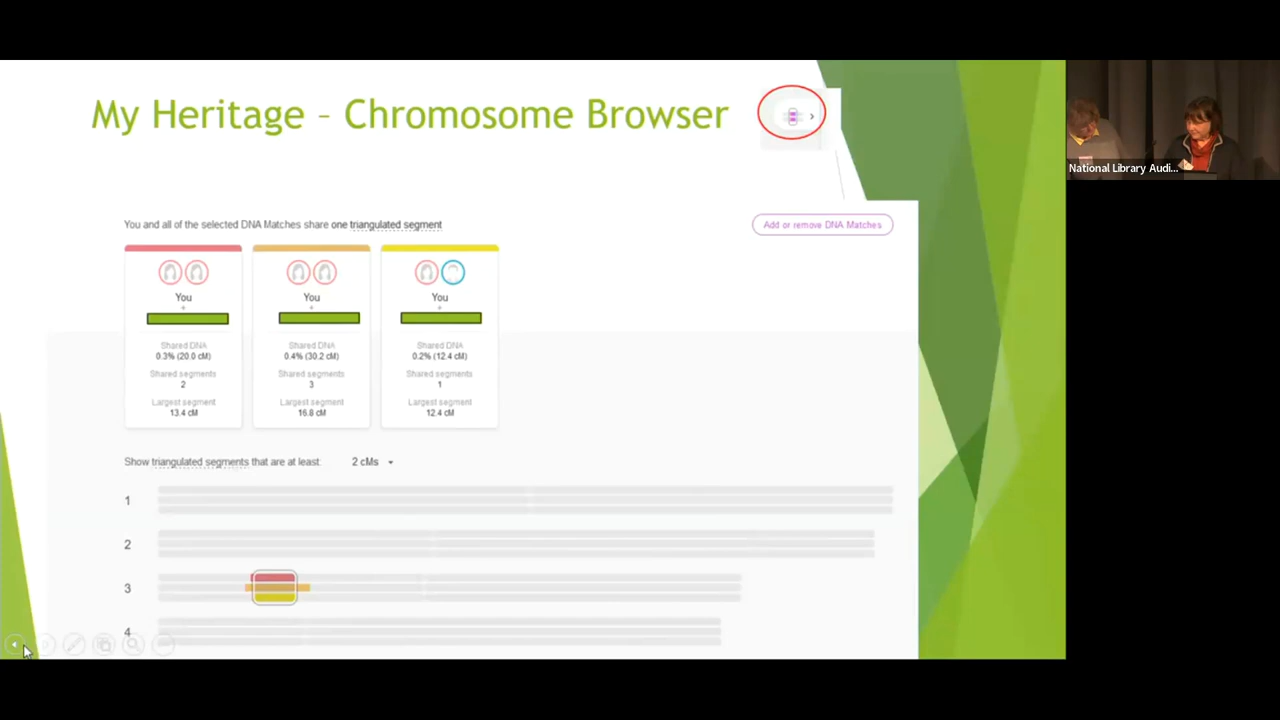 My Heritage – Chromosome Browser
National Library Audi...
You and all of the selected DNA Matches share one triangulated segment
Add or remove DNA Matches
You
+
Shared DNA
0.3% (20.0 cM)
Shared segments
2
Largest segment
13.4 cM
You
+
Shared DNA
0.4% (30.2 cM)
Shared segments
3
Largest segment
16.8 cM
You
+
Shared DNA
0.2% (12.4 cM)
Shared segments
1
Largest segment
12.4 cM
Show triangulated segments that are at least: 2 cMs
1
2
3
4